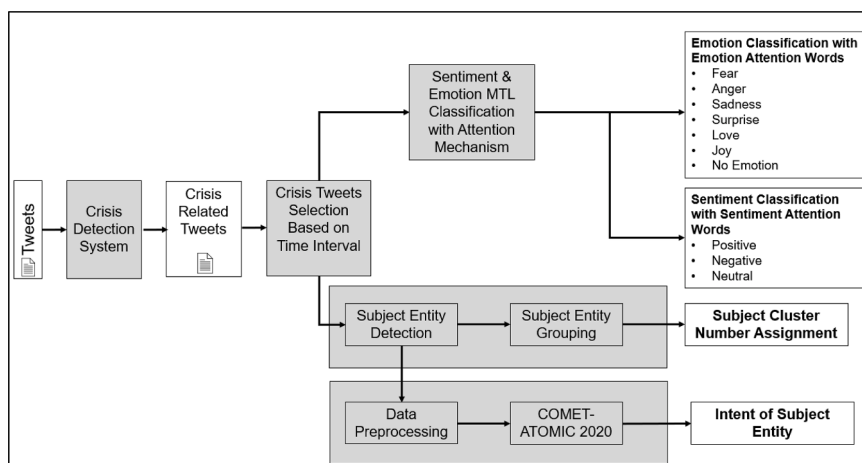 Tweets
Crisis
Detection
System
Crisis
Related
Tweets
Crisis Tweets
Selection
Based on
Time Interval
Sentiment &
Emotion MTL
Classification
with Attention
Mechanism
Emotion Classification with
Emotion Attention Words
• Fear
• Anger
• Sadness
• Surprise
• Love
• Joy
• No Emotion
Sentiment Classification
with Sentiment Attention
Words
• Positive
• Negative
• Neutral
Subject Entity
Detection
Subject Entity
Grouping
Subject Cluster
Number Assignment
Data
Preprocessing
COMET-
ATOMIC 2020
Intent of Subject
Entity